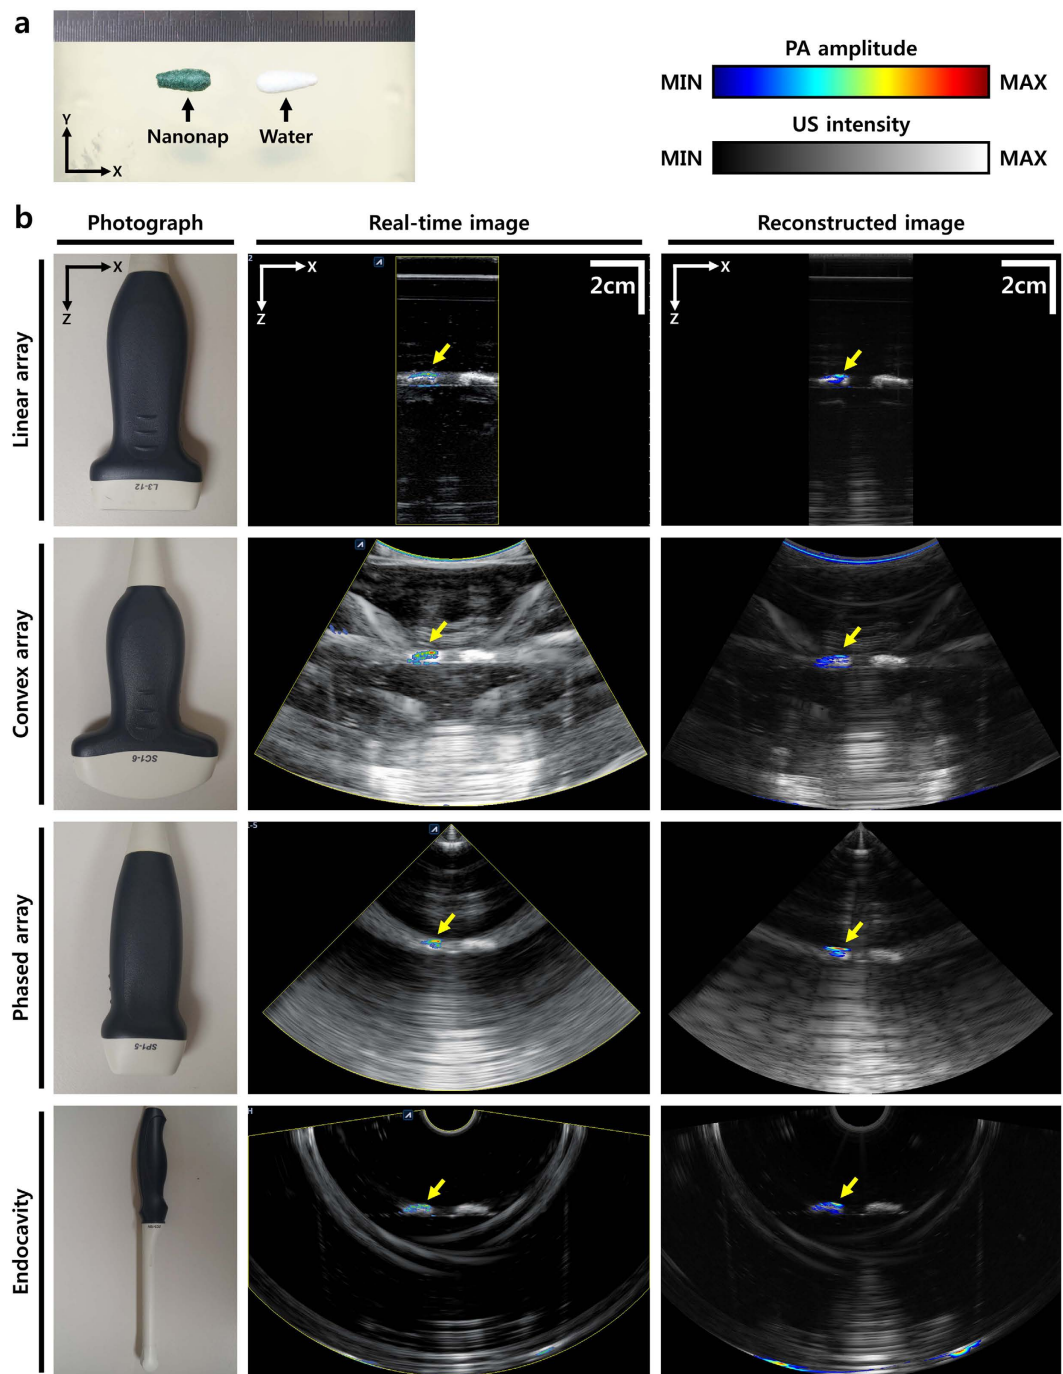 a
Nanonap
Water
Y
X
PA amplitude
MIN
MAX
US intensity
MIN
MAX
b
Photograph
Real-time image
Reconstructed image
Linear array
X
Z
L3-12
X
Z
2cm
X
Z
2cm
Convex array
SC1-6
Phased array
SP1-5
Endocavity